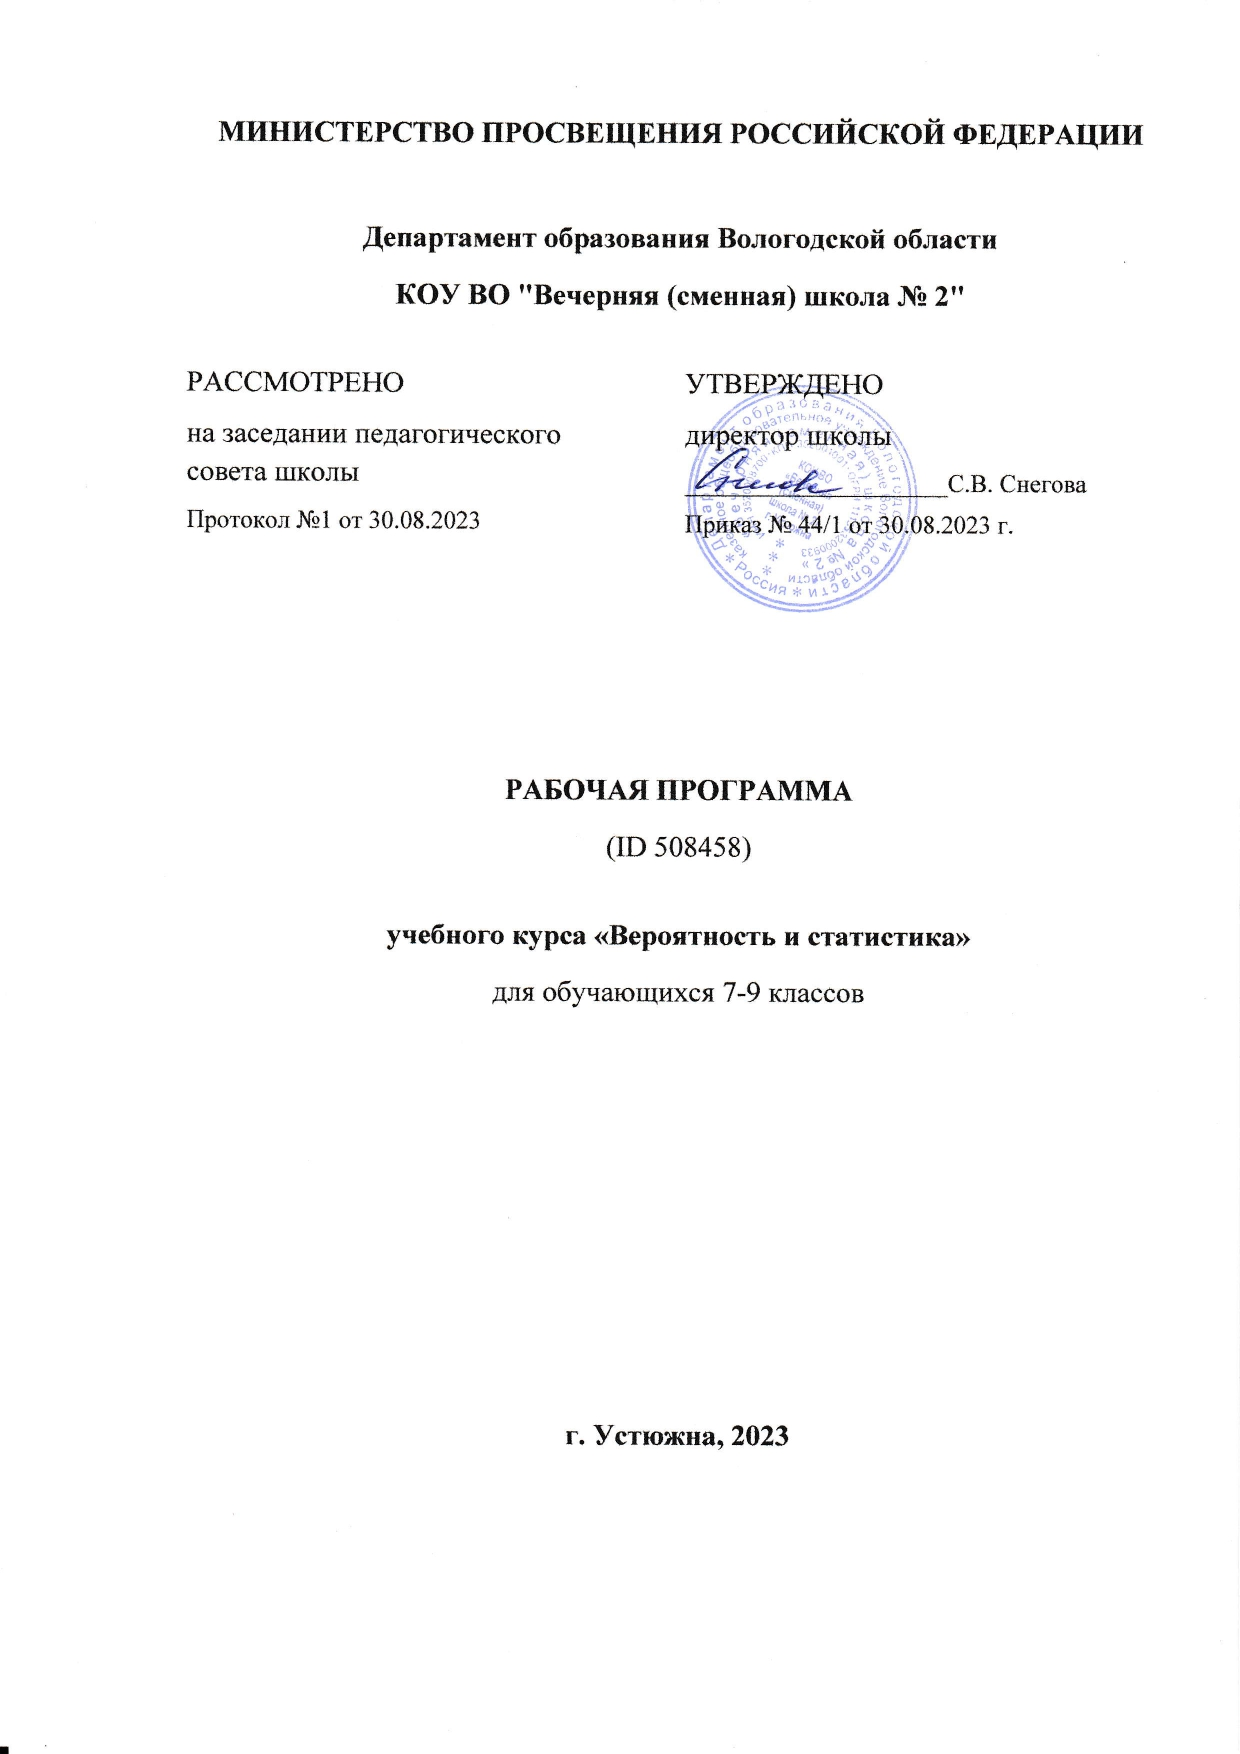 МИНИСТЕРСТВО ПРОСВЕЩЕНИЯ РОССИЙСКОЙ ФЕДЕРАЦИИ
Департамент образования Вологодской области
КОУ ВО "Вечерняя (сменная) школа № 2"
РАССМОТРЕНО
на заседании педагогического
совета школы
Протокол №1 от 30.08.2023
УТВЕРЖДЕНО
директор школы
С.В. Снегова
Приказ № 44/1 от 30.08.2023 г.
РАБОЧАЯ ПРОГРАММА
(ID 508458)
учебного курса «Вероятность и статистика»
для обучающихся 7-9 классов
г. Устюжна, 2023